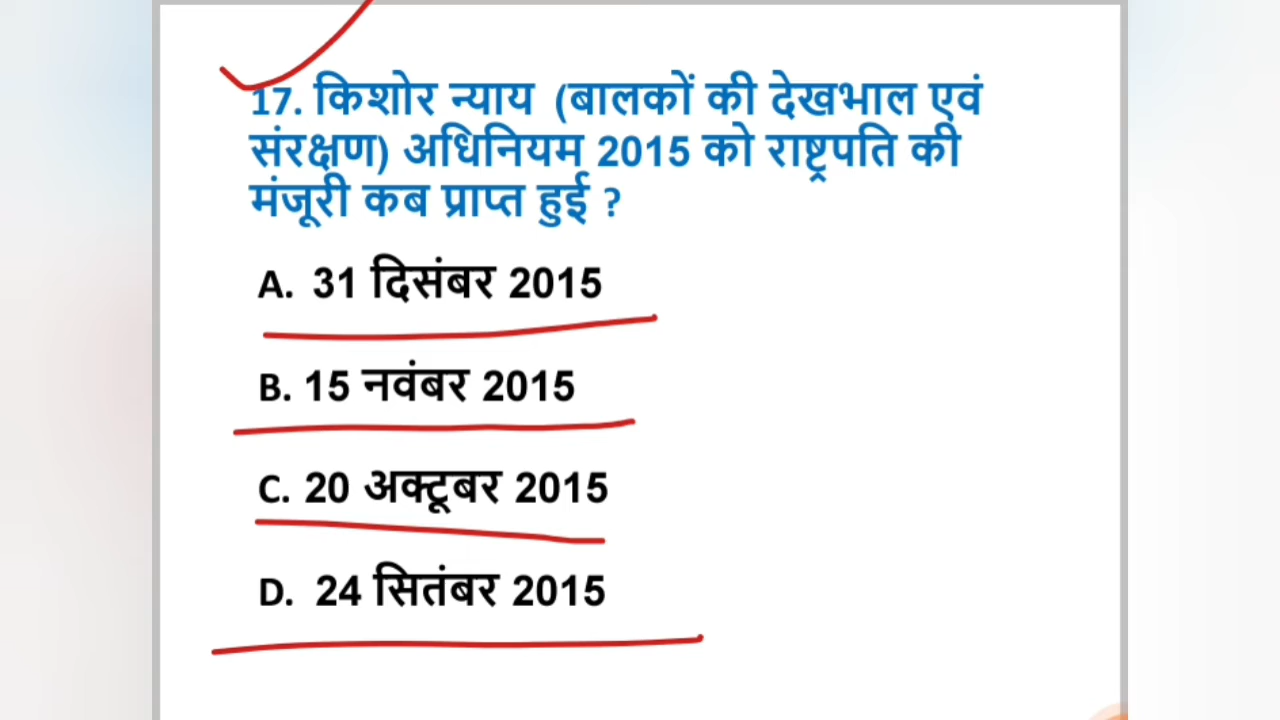 17. किशोर न्याय (बालकों की देखभाल एवं
संरक्षण) अधिनियम 2015 को राष्ट्रपति की
मंजूरी कब प्राप्त हुई ?
A. 31 दिसंबर 2015
B. 15 नवंबर 2015
C. 20 अक्टूबर 2015
D. 24 सितंबर 2015